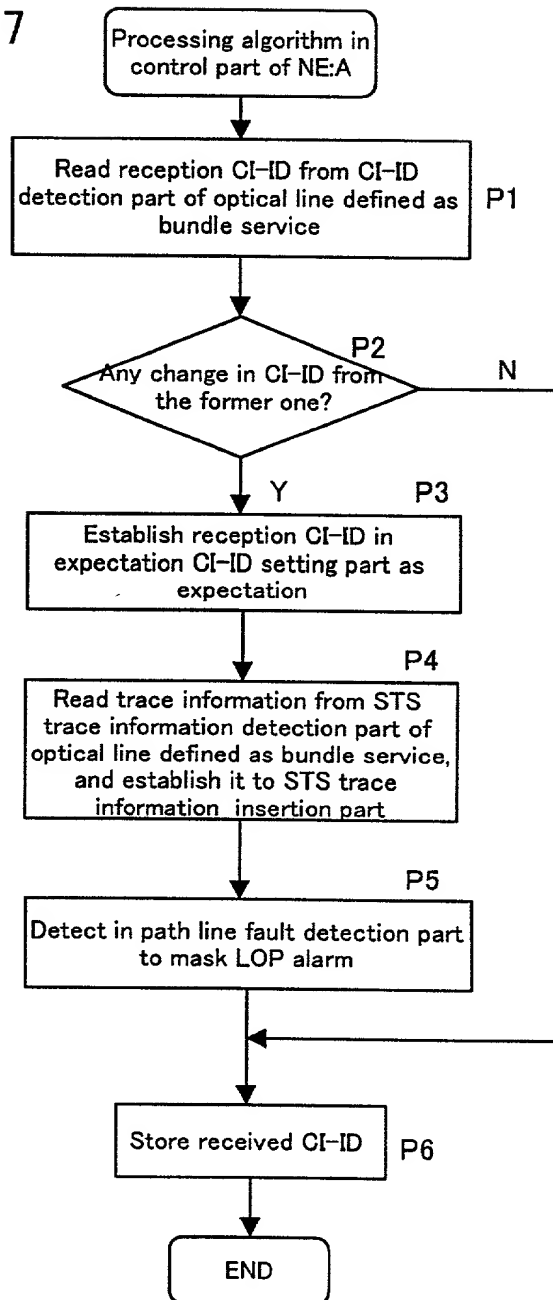 7
Processing algorithm in
control part of NE:A
Read reception CI-ID from CI-ID
detection part of optical line defined as
bundle service
P1
P2
Any change in CI-ID from
the former one?
N
Y
P3
Establish reception CI-ID in
expectation CI-ID setting part as
expectation
P4
Read trace information from STS
trace information detection part of
optical line defined as bundle service,
and establish it to STS trace
information insertion part
P5
Detect in path line fault detection part
to mask LOP alarm
Store received CI-ID
P6
END